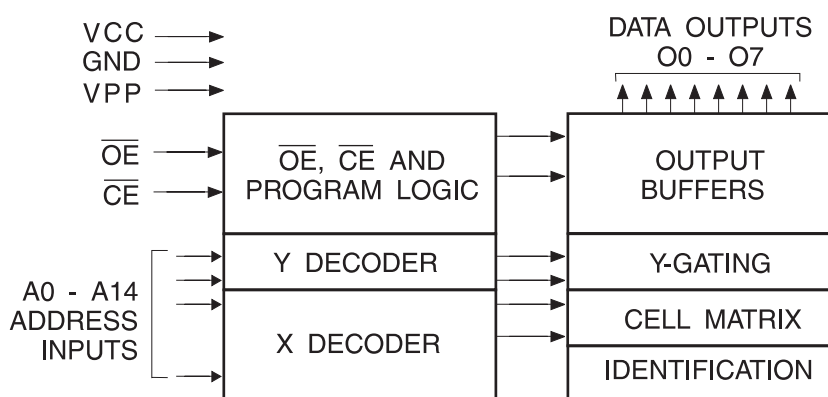 VCC
GND
VPP
OE
CE
OE, CE AND
PROGRAM LOGIC
Y DECODER
X DECODER
A0 - A14
ADDRESS
INPUTS
DATA OUTPUTS
O0 - O7
OUTPUT
BUFFERS
Y-GATING
CELL MATRIX
IDENTIFICATION